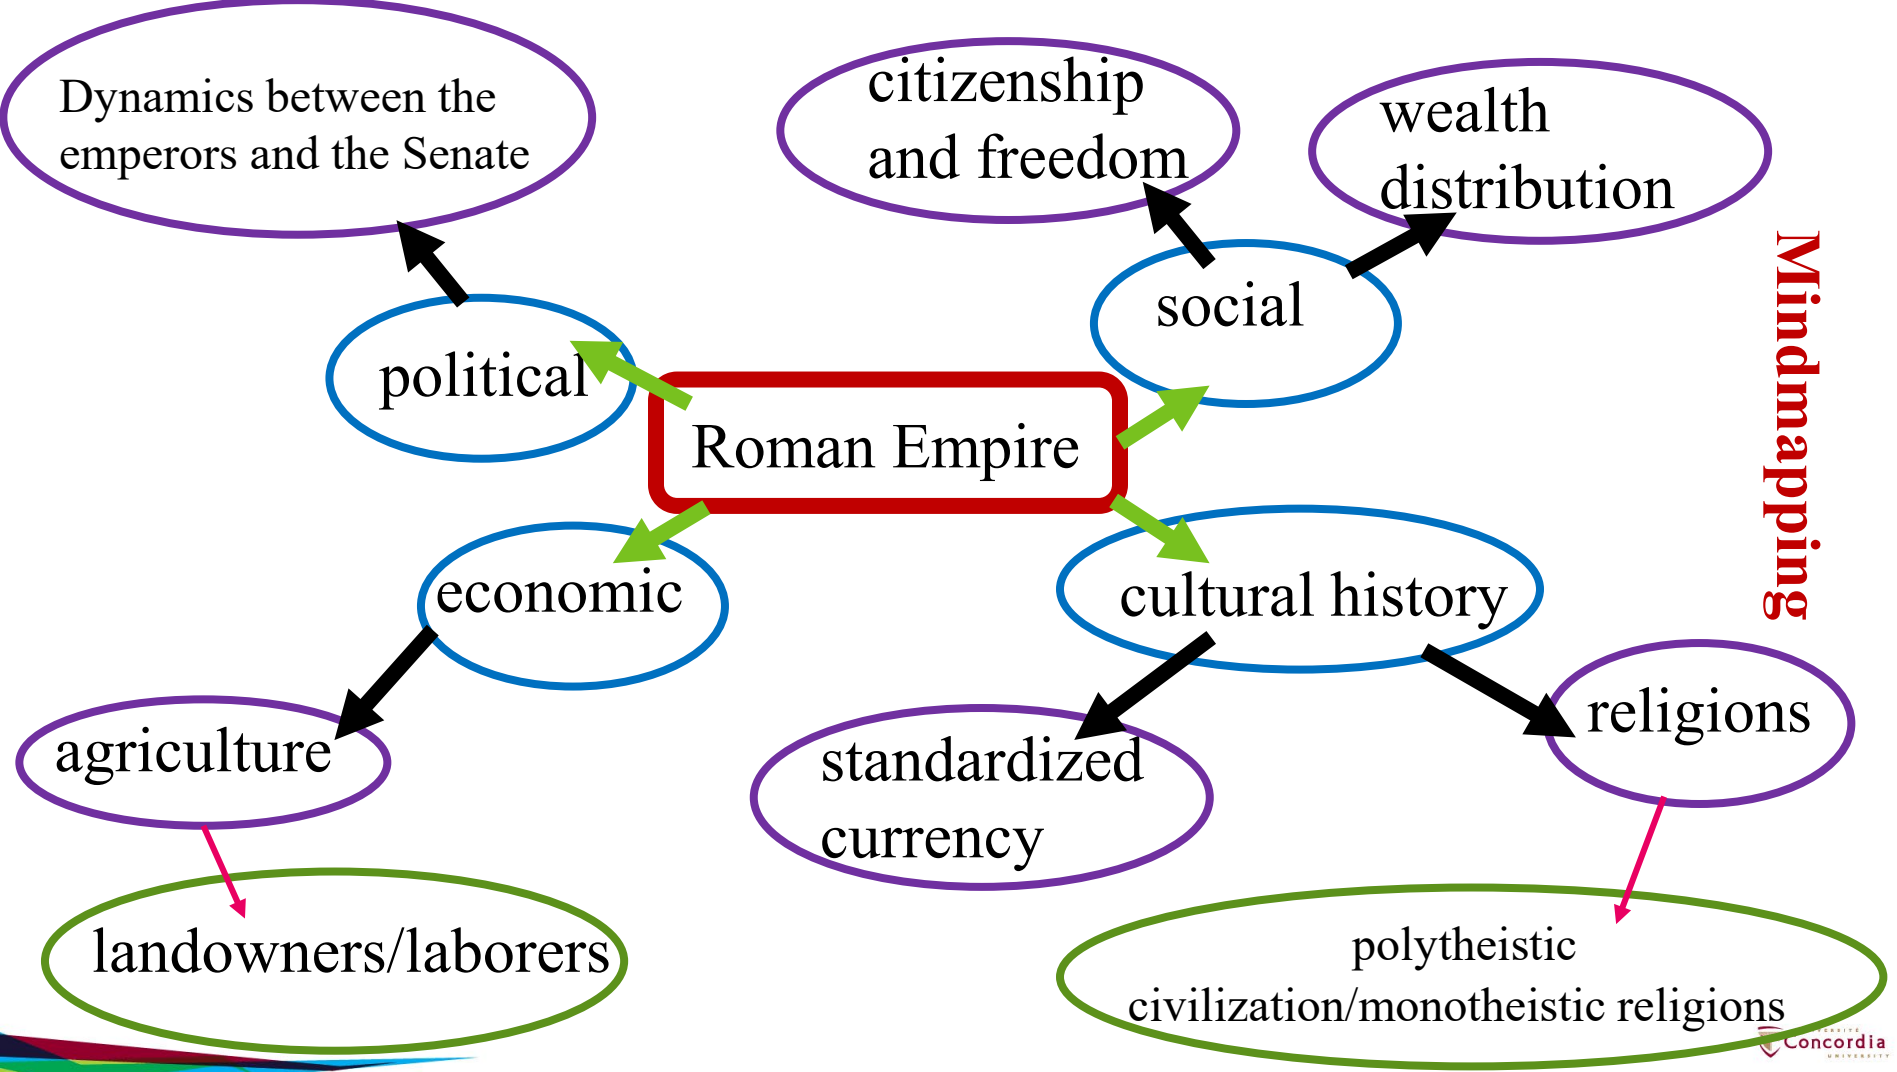 Dynamics between the
emperors and the Senate
citizenship
and freedom
wealth
distribution
Mindmapping
social
political
Roman Empire
economic
cultural history
agriculture
standardized
currency
religions
landowners/laborers
polytheistic
civilization/monotheistic religions
Concordia
UNIVERSITY